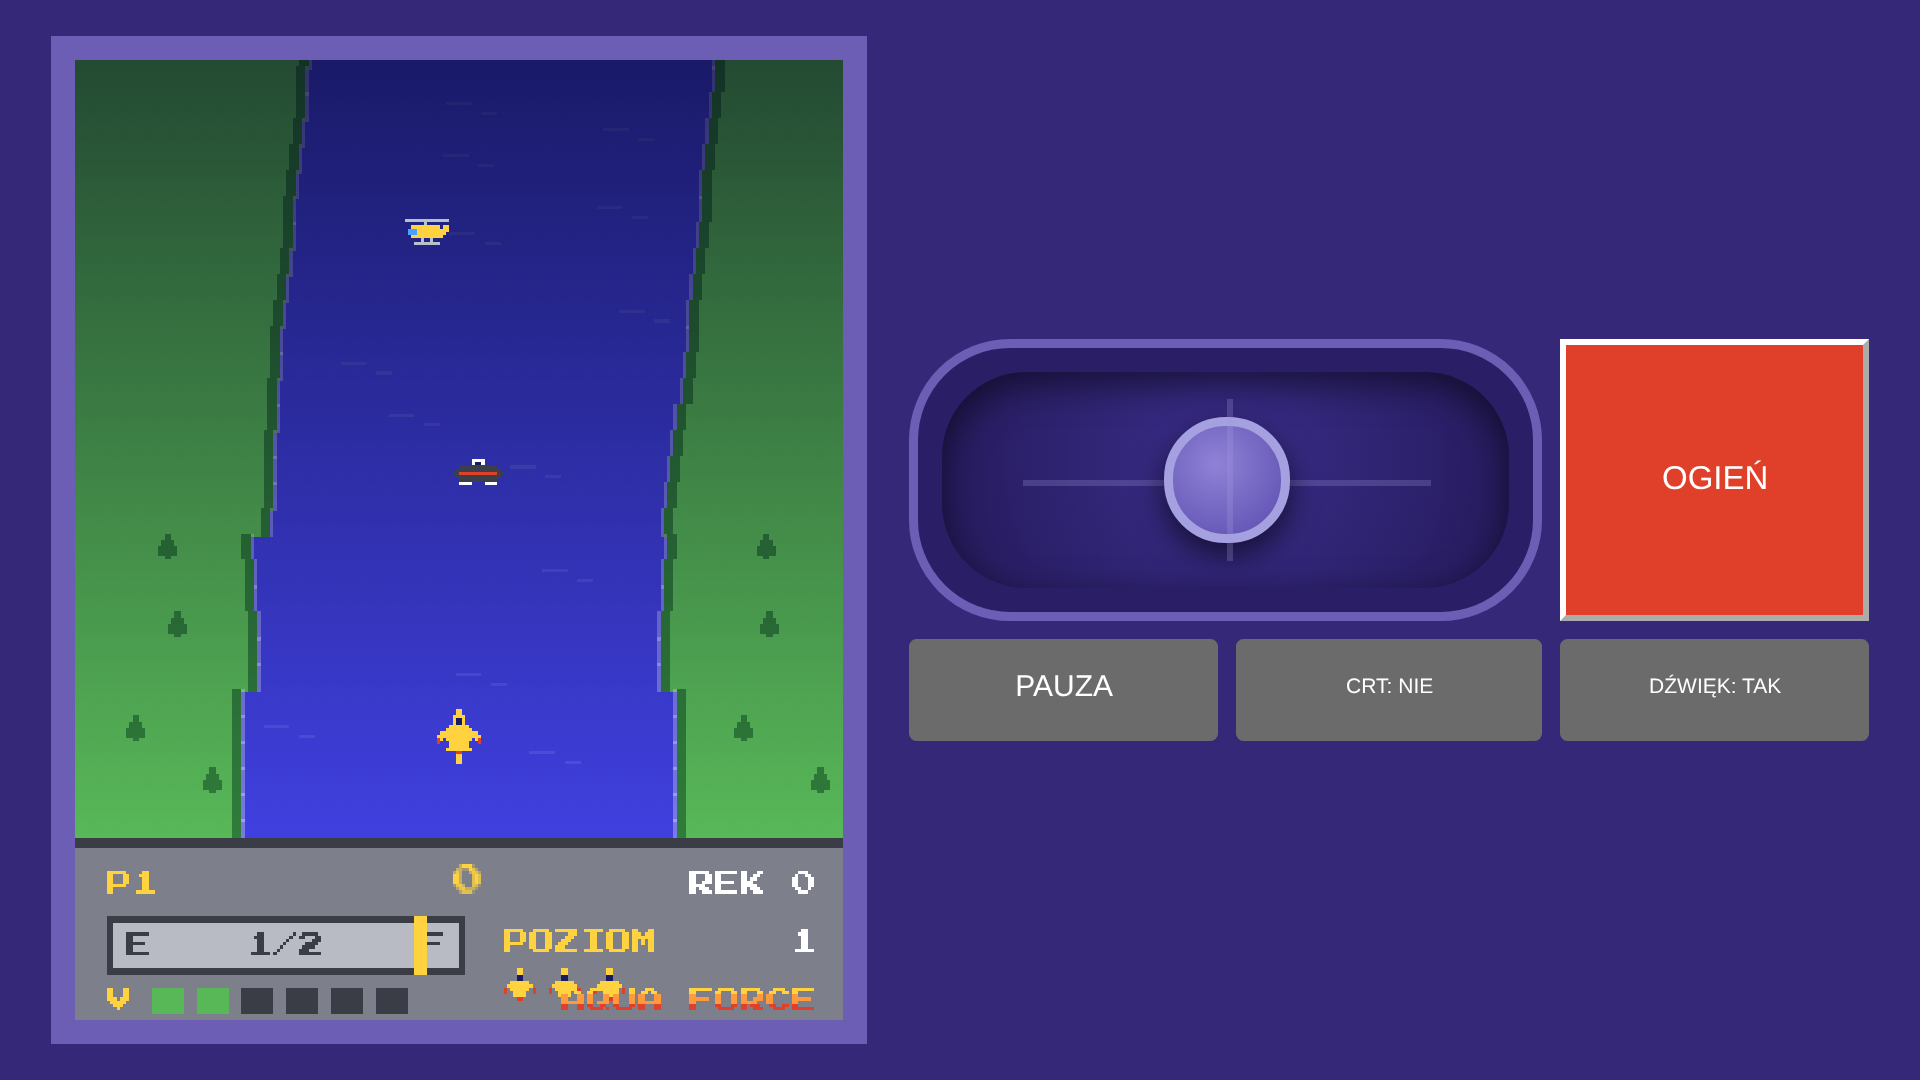 P1 0 REK 0
E 1/2 F
POZIOM 1
V
AQUA FORCE
OGIEŃ
PAUZA
CRT: NIE
DŹWIĘK: TAK